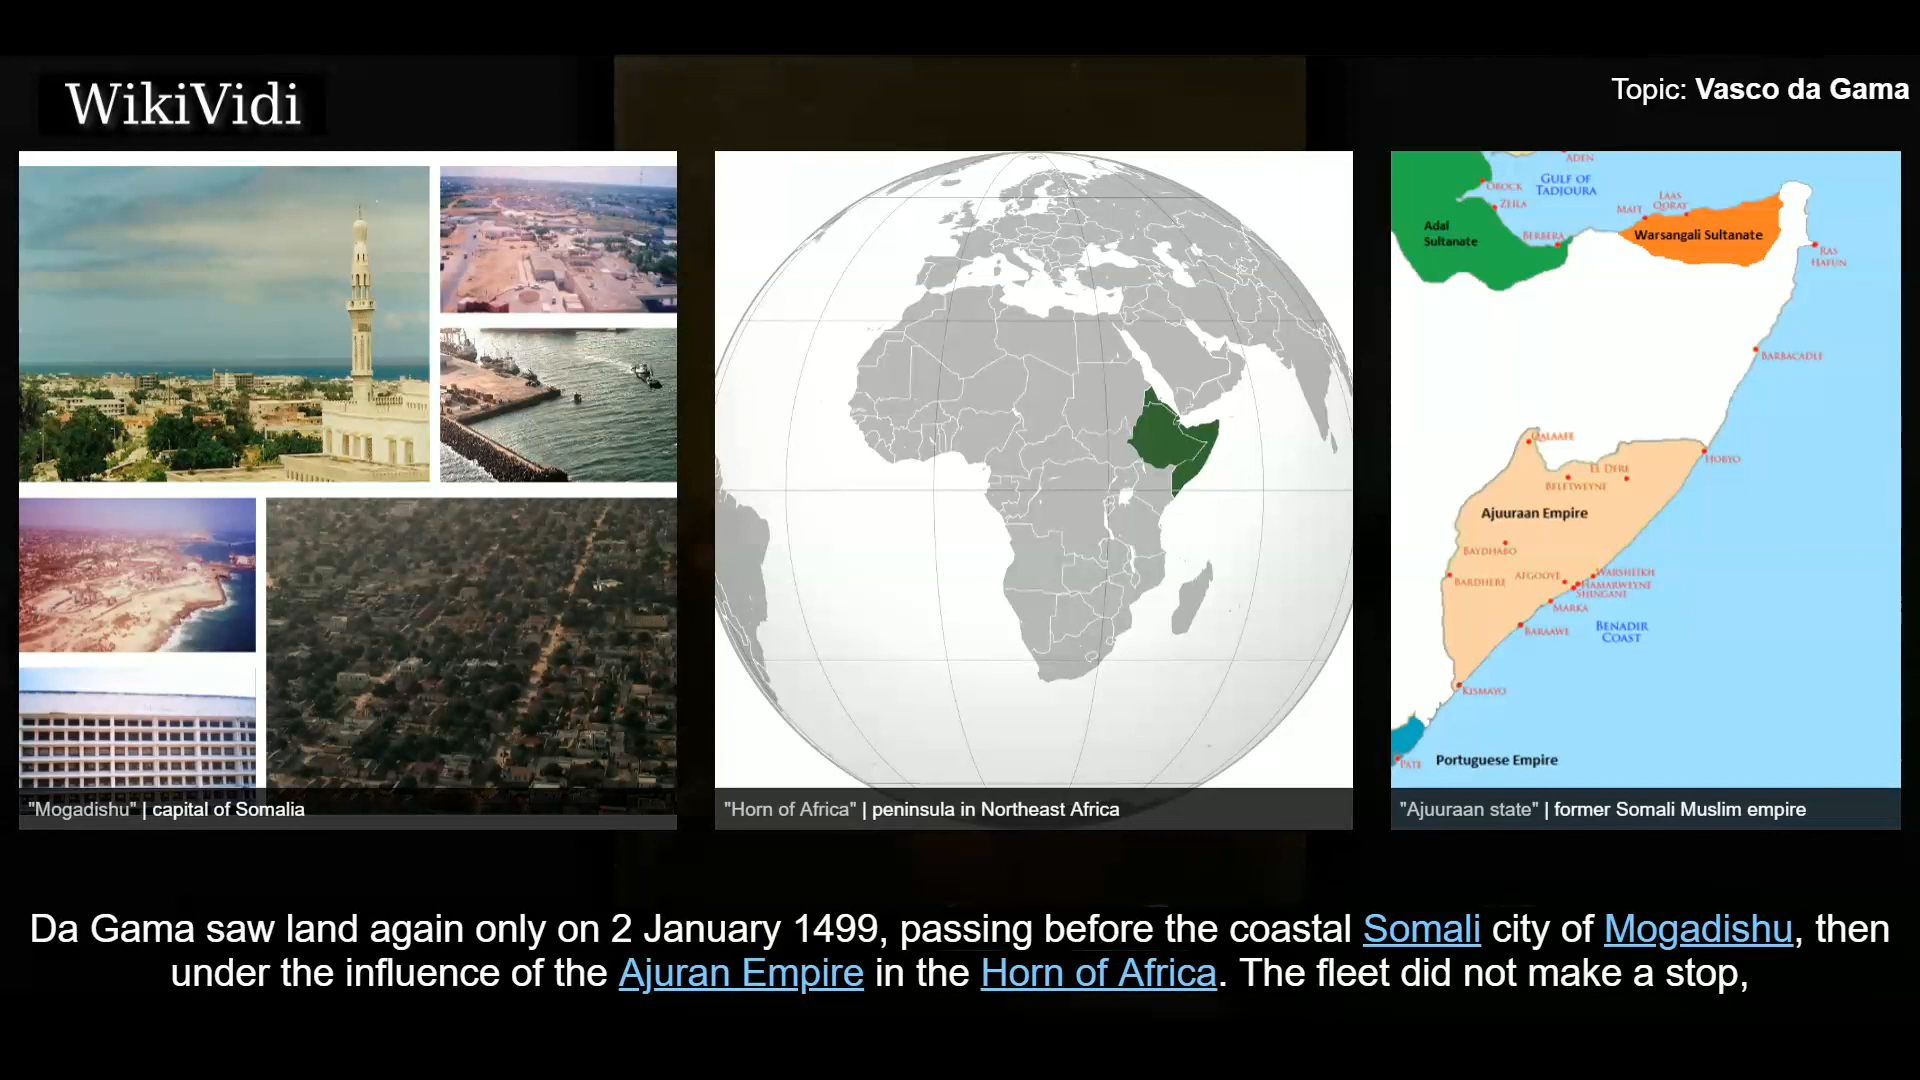 WikiVidi
Topic: Vasco da Gama
"Mogadishu" | capital of Somalia
"Horn of Africa" | peninsula in Northeast Africa
ADEN
GULF OF
TADJOURA
OBOCK
ZEILA
LAAS
QORAY
MAIT
Adal
Sultanate
BERBERA
Warsangali Sultanate
RAS
HAFUN
BARBACADLE
QALAAFE
HOBYO
EL DERE
BELETWEYNE
Ajuuraan Empire
BAYDHABO
BARDHERE
AFGOOYE
WARSHEIKH
HAMARWEYNE
SHINGANI
MARKA
BARAAWE
BENADIR
COAST
KISMAYO
PATE
Portuguese Empire
"Ajuuraan state" | former Somali Muslim empire
Da Gama saw land again only on 2 January 1499, passing before the coastal Somali city of Mogadishu, then
under the influence of the Ajuran Empire in the Horn of Africa. The fleet did not make a stop,